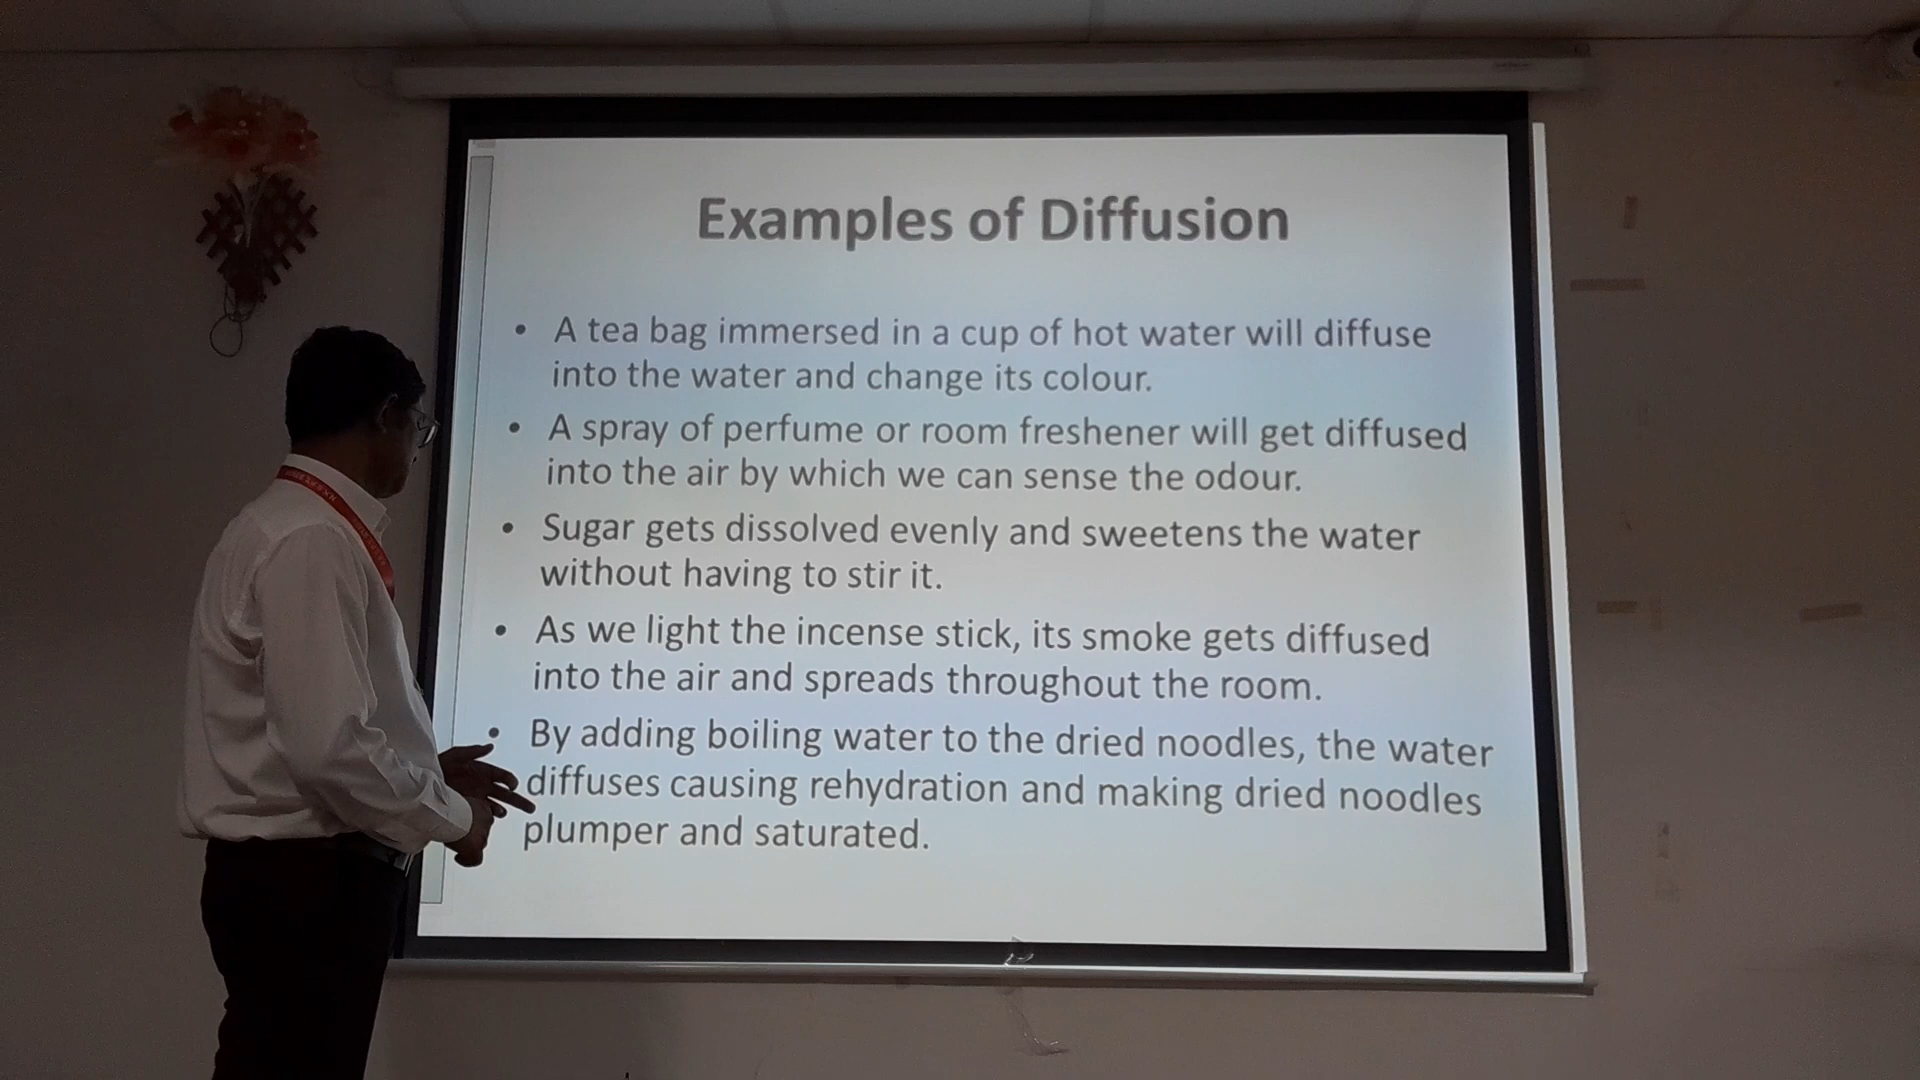 Examples of Diffusion
• A tea bag immersed in a cup of hot water will diffuse
into the water and change its colour.
• A spray of perfume or room freshener will get diffused
into the air by which we can sense the odour.
• Sugar gets dissolved evenly and sweetens the water
without having to stir it.
• As we light the incense stick, its smoke gets diffused
into the air and spreads throughout the room.
• By adding boiling water to the dried noodles, the water
diffuses causing rehydration and making dried noodles
plumper and saturated.